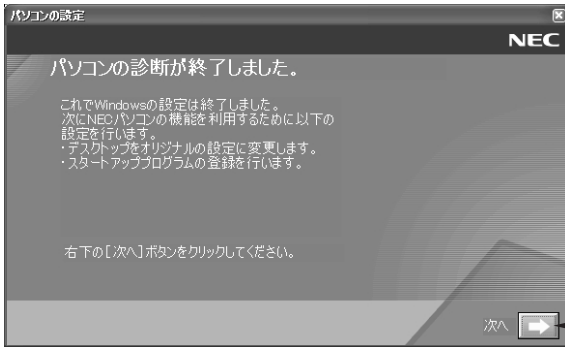 パソコンの設定
NEC
パソコンの診断が終了しました。
これでWindowsの設定は終了しました。
次にNECパソコンの機能を利用するために以下の
設定を行います。
・デスクトップをオリジナルの設定に変更します。
・スタートアッププログラムの登録を行います。
右下の[次へ]ボタンをクリックしてください。
次へ